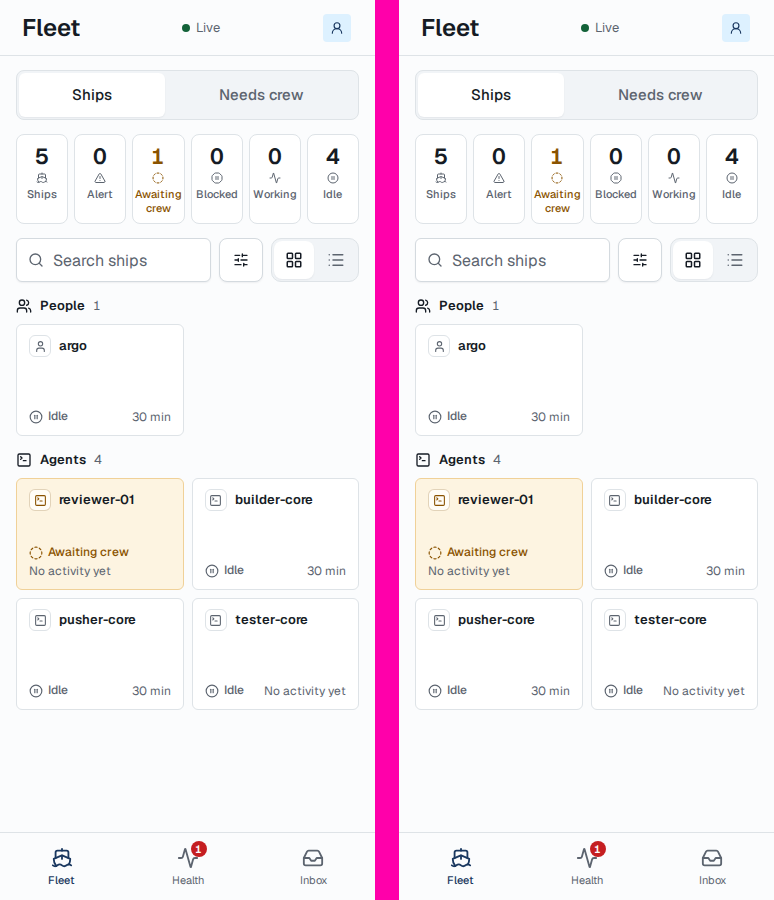 Fleet
Live
Ships
Needs crew
5
0
1
0
0
4
Ships
Alert
Awaiting crew
Blocked
Working
Idle
Search ships
People 1
argo
Idle
30 min
Agents 4
reviewer-01
Awaiting crew
No activity yet
builder-core
Idle
30 min
pusher-core
Idle
30 min
tester-core
Idle
No activity yet
Fleet
1
Health
Inbox
Fleet
Live
Ships
Needs crew
5
0
1
0
0
4
Ships
Alert
Awaiting crew
Blocked
Working
Idle
Search ships
People 1
argo
Idle
30 min
Agents 4
reviewer-01
Awaiting crew
No activity yet
builder-core
Idle
30 min
pusher-core
Idle
30 min
tester-core
Idle
No activity yet
Fleet
1
Health
Inbox